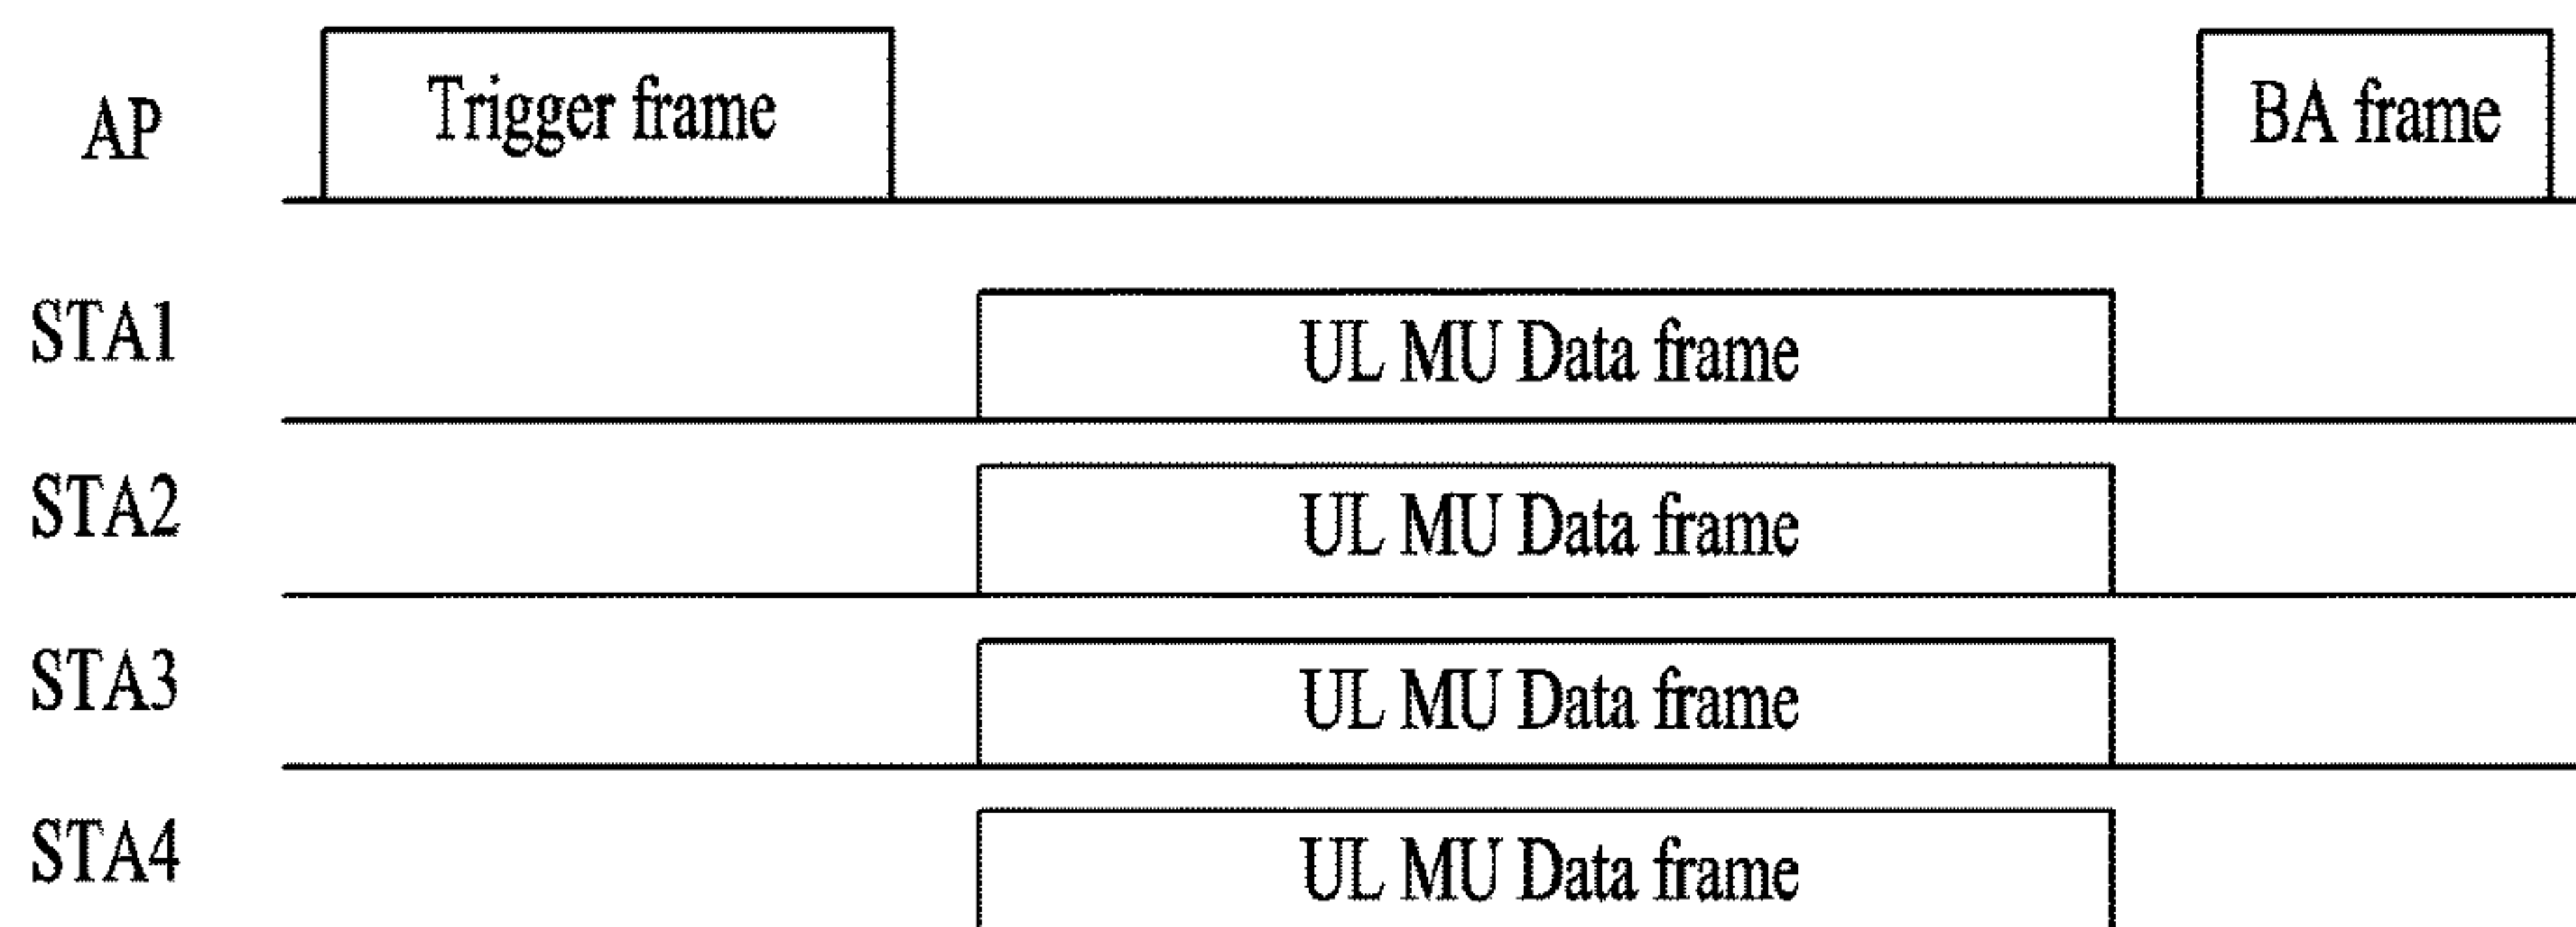 AP Trigger frame BA frame
STA1 UL MU Data frame
STA2 UL MU Data frame
STA3 UL MU Data frame
STA4 UL MU Data frame